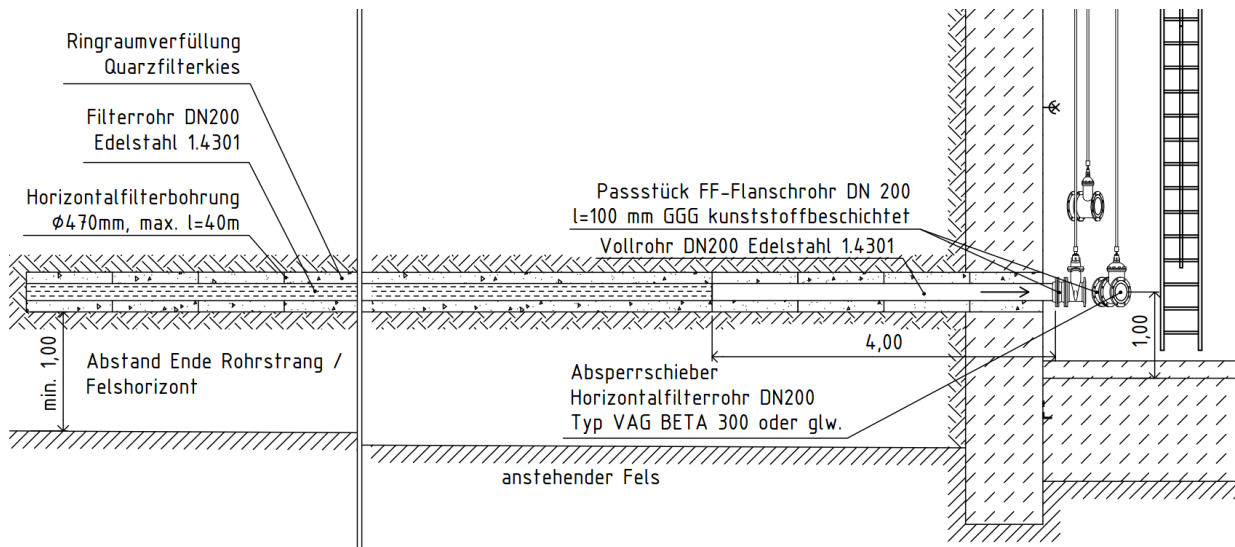 Ringraumverfüllung
Quarzfilterkies
Filterrohr DN200
Edelstahl 1.4301
Horizontalfilterbohrung
Ø470mm, max. l=40m
Passstück FF-Flanschrohr DN 200
l=100 mm GGG kunststoffbeschichtet
Vollrohr DN200 Edelstahl 1.4301
min. 1,00
Abstand Ende Rohrstrang /
Felshorizont
4,00
1,00
Absperrschieber
Horizontalfilterrohr DN200
Typ VAG BETA 300 oder glw.
anstehender Fels